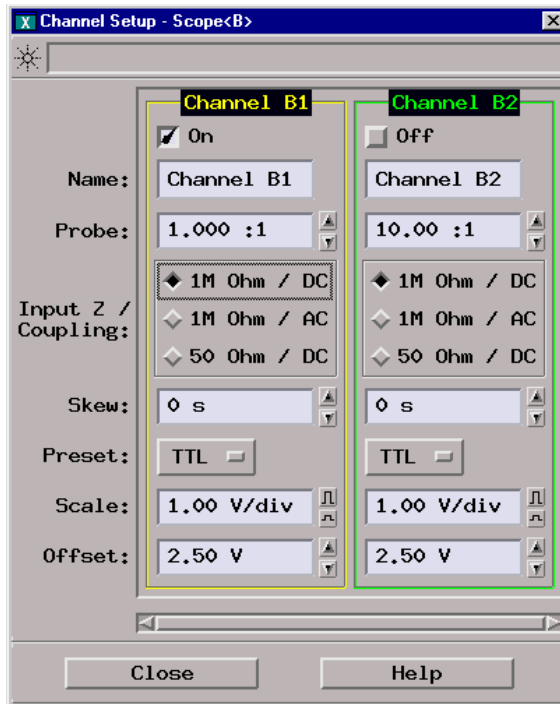 Channel Setup - Scope<B>
Channel B1 Channel B2
On Off
Name: Channel B1 Channel B2
Probe: 1.000 :1 10.00 :1
1M Ohm / DC 1M Ohm / DC
Input Z / 1M Ohm / AC 1M Ohm / AC
Coupling:
50 Ohm / DC 50 Ohm / DC
Skew: 0 s 0 s
Preset: TTL TTL
Scale: 1.00 V/div 1.00 V/div
Offset: 2.50 V 2.50 V
Close Help